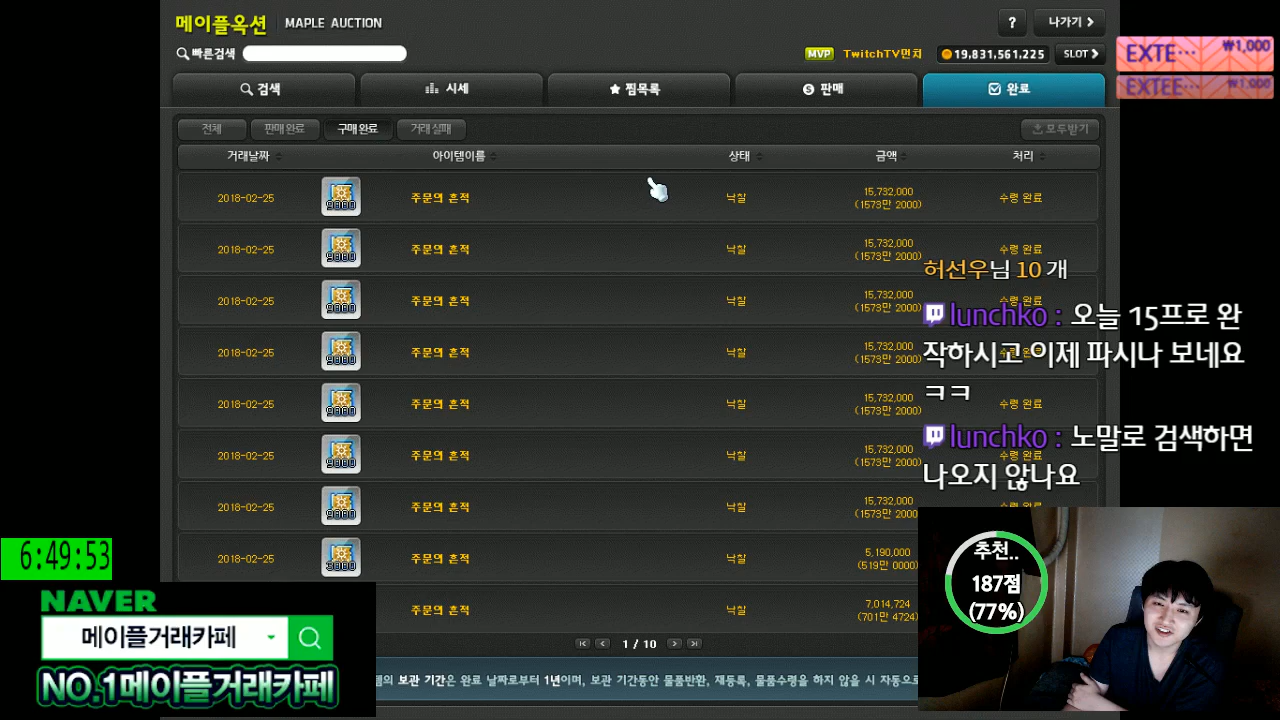 메이플옥션 MAPLE AUCTION
? 나가기
빠른검색
MVP TwitchTV먼치 19,831,561,225 SLOT
EXTE··· ₩1,000
EXTEE··· ₩1,000
검색 시세 찜목록 판매 완료
전체 판매 완료 구매 완료 거래 실패 모두받기
거래날짜 아이템이름 상태 금액 처리
2018-02-25 9000 주문의 흔적 낙찰 15,732,000 수령 완료
(1573만 2000)
2018-02-25 9000 주문의 흔적 낙찰 15,732,000 수령 완료
(1573만 2000)
2018-02-25 9000 주문의 흔적 낙찰 15,732,000 수령 완료
(1573만 2000)
2018-02-25 9000 주문의 흔적 낙찰 15,732,000
(1573만 2000)
2018-02-25 9000 주문의 흔적 낙찰 15,732,000 수령 완료
(1573만 2000)
2018-02-25 9000 주문의 흔적 낙찰 15,732,000 수령 완료
(1573만 2000)
2018-02-25 9000 주문의 흔적 낙찰 15,732,000
(1573만 2000
2018-02-25 3000 주문의 흔적 낙찰 5,190,000
(519만 0000)
주문의 흔적 낙찰 7,014,724
(701만 4724)
1 / 10
보관 기간은 완료 날짜로부터 1년이며, 보관 기간동안 물품반환, 재등록, 물품수령을 하지 않을 시 자동으로
허선우님 10 개
lunchko : 오늘 15프로 완
작하시고 이제 파시나 보네요
ㅋㅋ
lunchko : 노말로 검색하면
나오지 않나요
추천..
187점
(77%)
6:49:53
NAVER
메이플거래카페
NO.1메이플거래카페